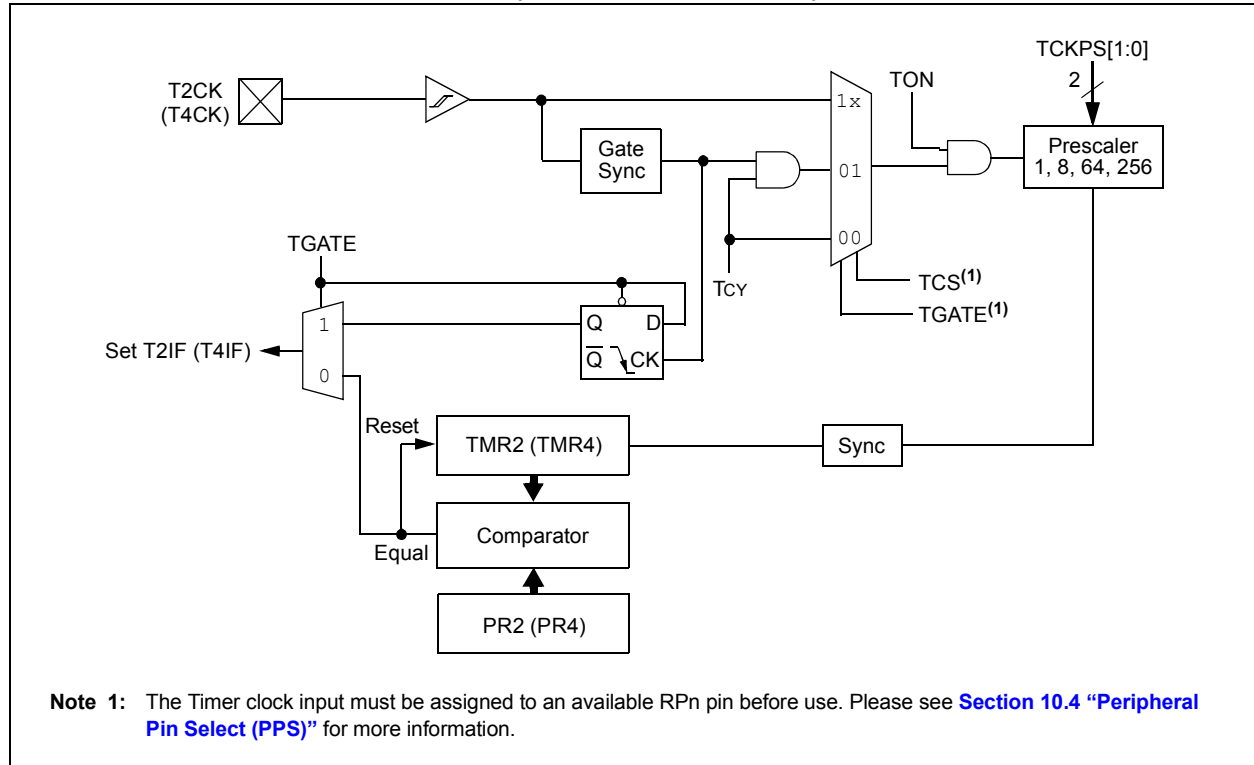 TCKPS[1:0]
2
T2CK
(T4CK)
TON
1x
Gate
Sync
01
Prescaler
1, 8, 64, 256
00
TGATE
TCY
TCS(1)
TGATE(1)
1
Q
D
Set T2IF (T4IF)
Q
CK
0
Reset
TMR2 (TMR4)
Sync
Equal
Comparator
PR2 (PR4)
Note 1: The Timer clock input must be assigned to an available RPn pin before use. Please see Section 10.4 “Peripheral
Pin Select (PPS)” for more information.